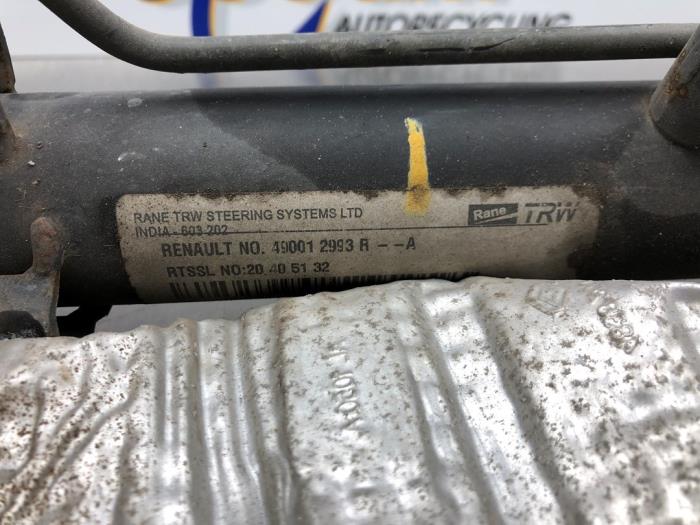 AUTORECYCLING
RANE TRW STEERING SYSTEMS LTD
INDIA - 603 202
Rane TRW
RENAULT NO. 49001 2993 R - - A
RTSSL NO:20 40 51 32